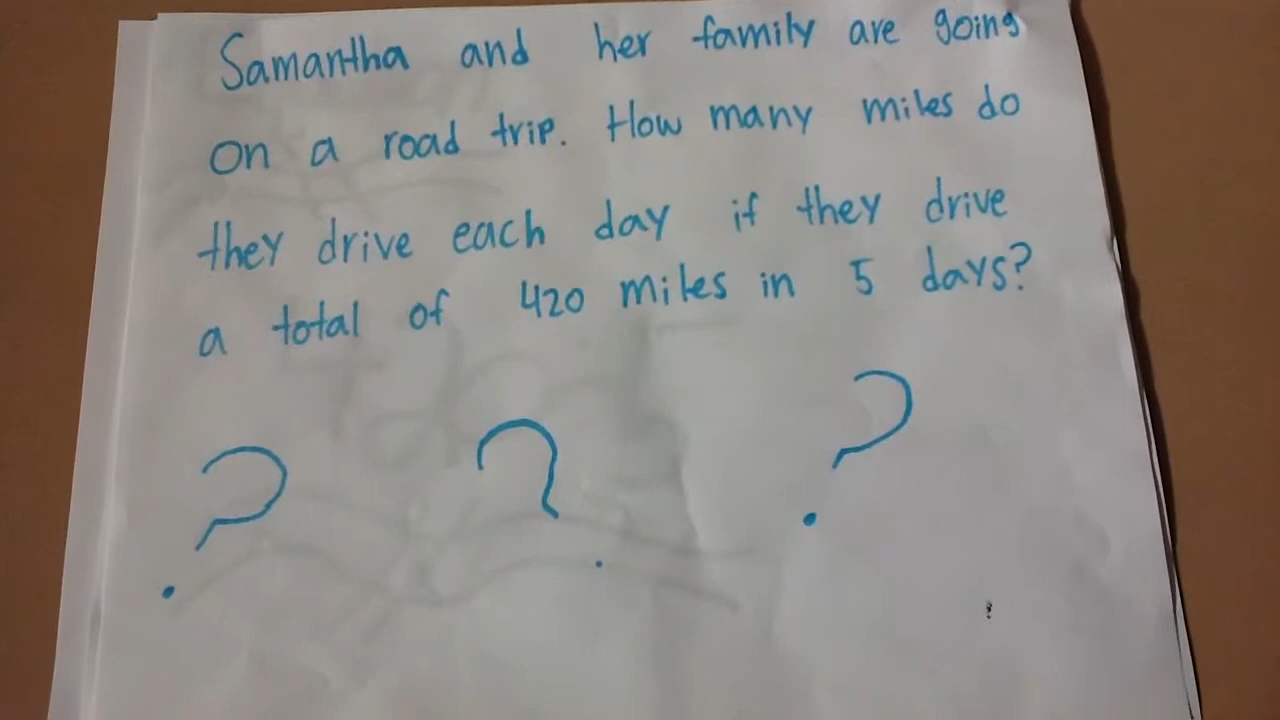 Samantha and her family are going
on a road trip. How many miles do
they drive each day if they drive
a total of 420 miles in 5 days?
? ? ?